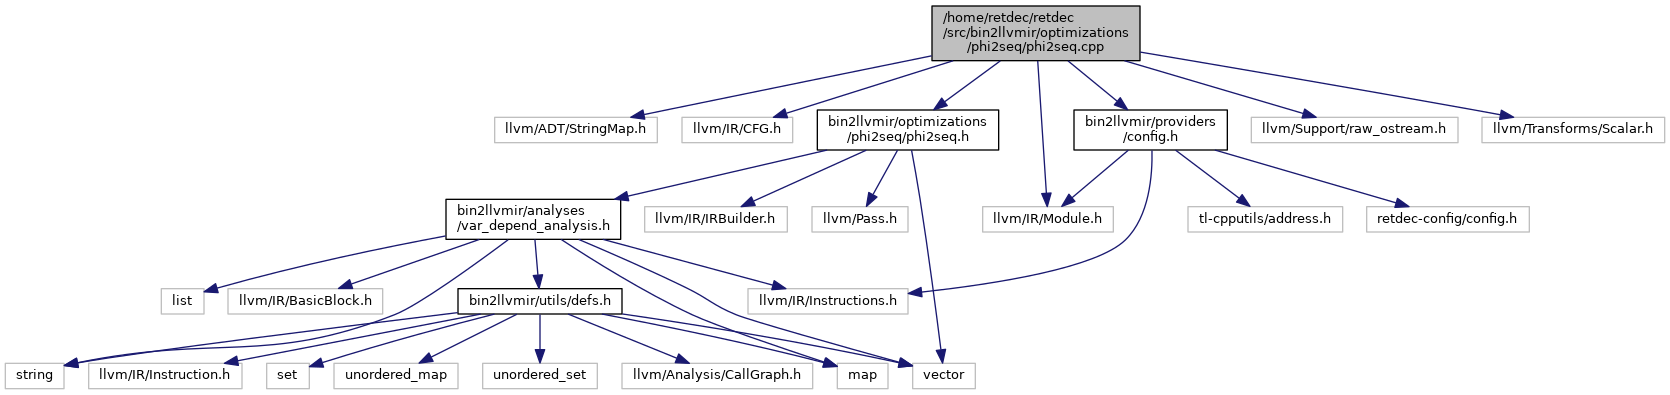 /home/retdec/retdec
/src/bin2llvmir/optimizations
/phi2seq/phi2seq.cpp
llvm/ADT/StringMap.h
llvm/IR/CFG.h
bin2llvmir/optimizations
/phi2seq/phi2seq.h
bin2llvmir/providers
/config.h
llvm/Support/raw_ostream.h
llvm/Transforms/Scalar.h
bin2llvmir/analyses
/var_depend_analysis.h
llvm/IR/IRBuilder.h
llvm/Pass.h
llvm/IR/Module.h
tl-cpputils/address.h
retdec-config/config.h
list
llvm/IR/BasicBlock.h
bin2llvmir/utils/defs.h
llvm/IR/Instructions.h
string
llvm/IR/Instruction.h
set
unordered_map
unordered_set
llvm/Analysis/CallGraph.h
map
vector